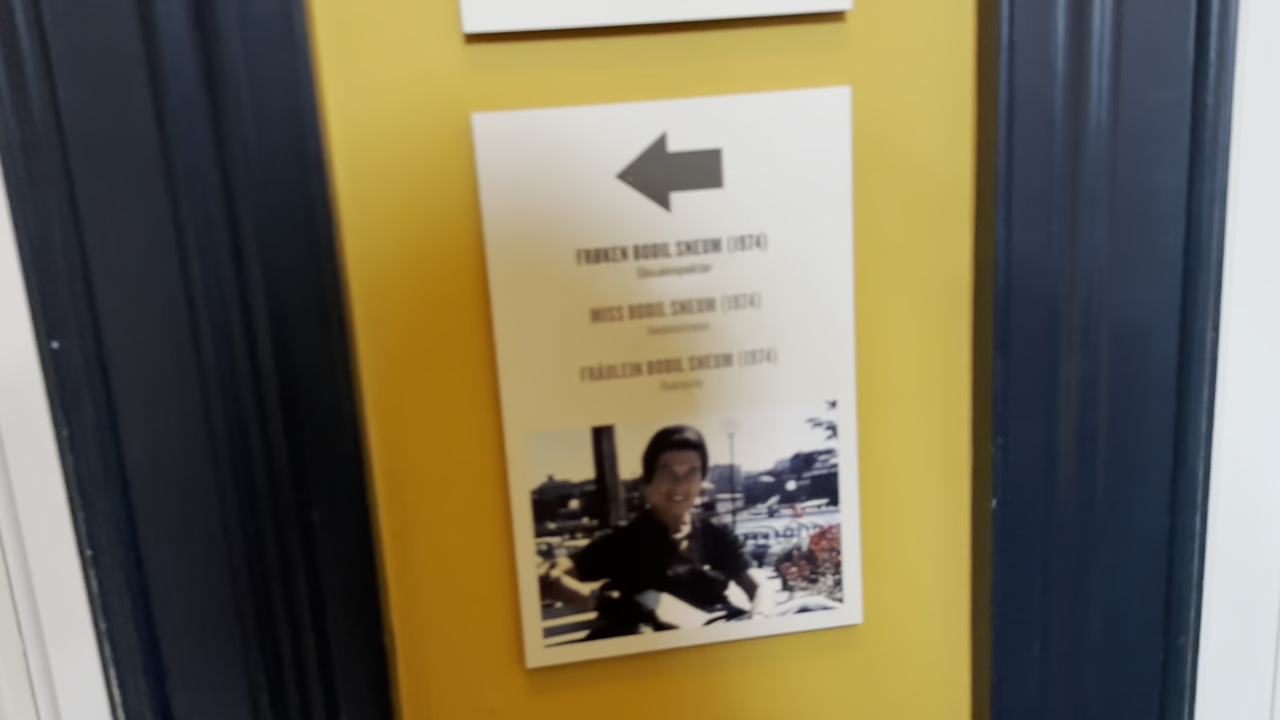 FRØKEN BODIL SNEUM (1974)
MISS BODIL SNEUM (1974)
FRÄULEIN BODIL SNEUM (1974)